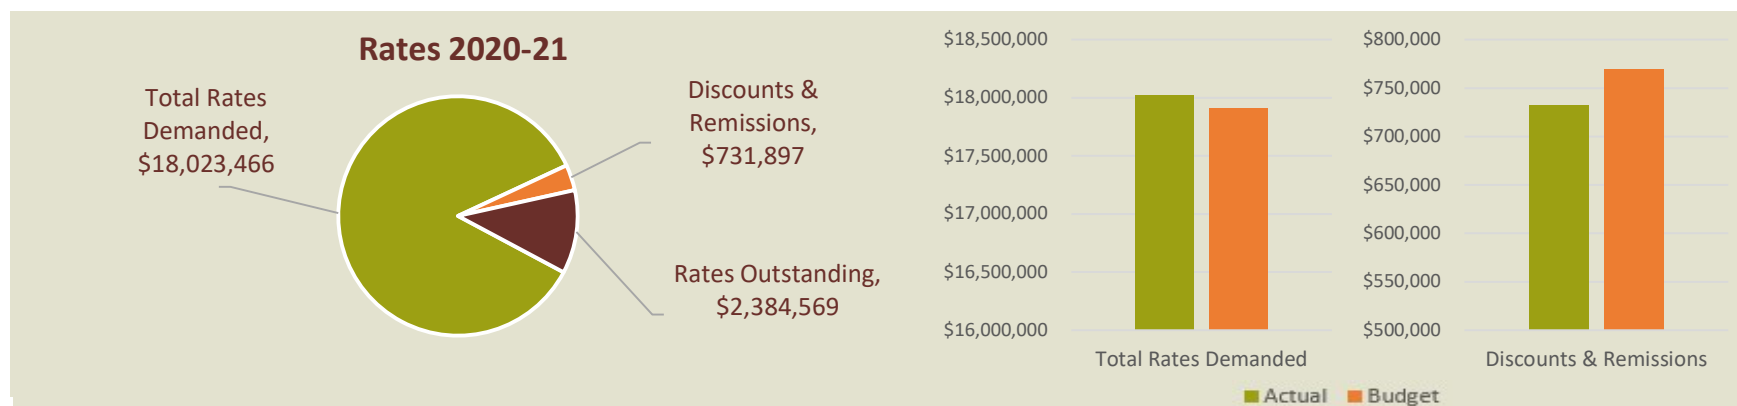 Rates 2020-21
Total Rates
Demanded,
$18,023,466
Discounts &
Remissions,
$731,897
Rates Outstanding,
$2,384,569
$18,500,000
$18,000,000
$17,500,000
$17,000,000
$16,500,000
$16,000,000
Total Rates Demanded
$800,000
$750,000
$700,000
$650,000
$600,000
$550,000
$500,000
Discounts & Remissions
Actual Budget